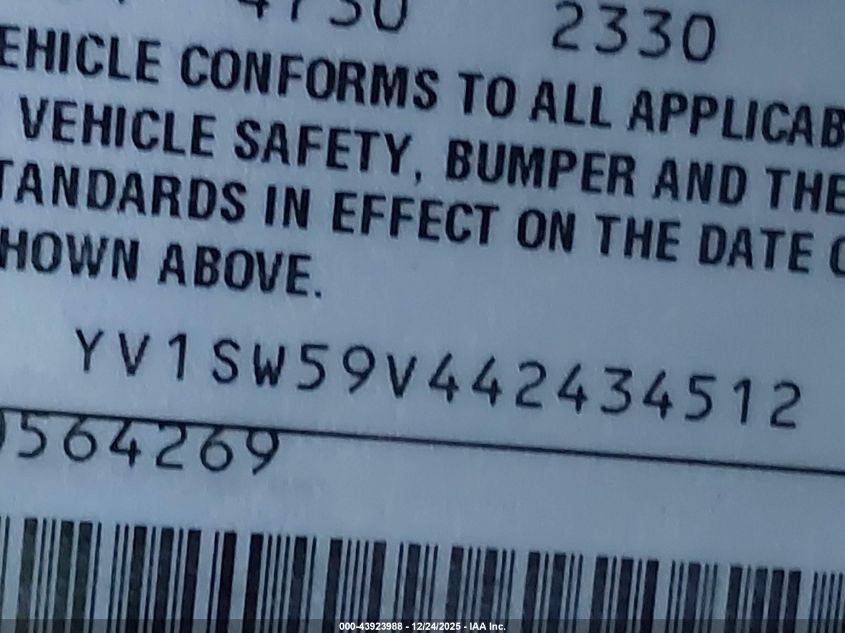 4730 2330
EHICLE CONFORMS TO ALL APPLICAB
VEHICLE SAFETY, BUMPER AND THE
TANDARDS IN EFFECT ON THE DATE O
HOWN ABOVE.
YV1SW59V442434512
564269
000-43923988 - 12/24/2025 - IAA Inc.